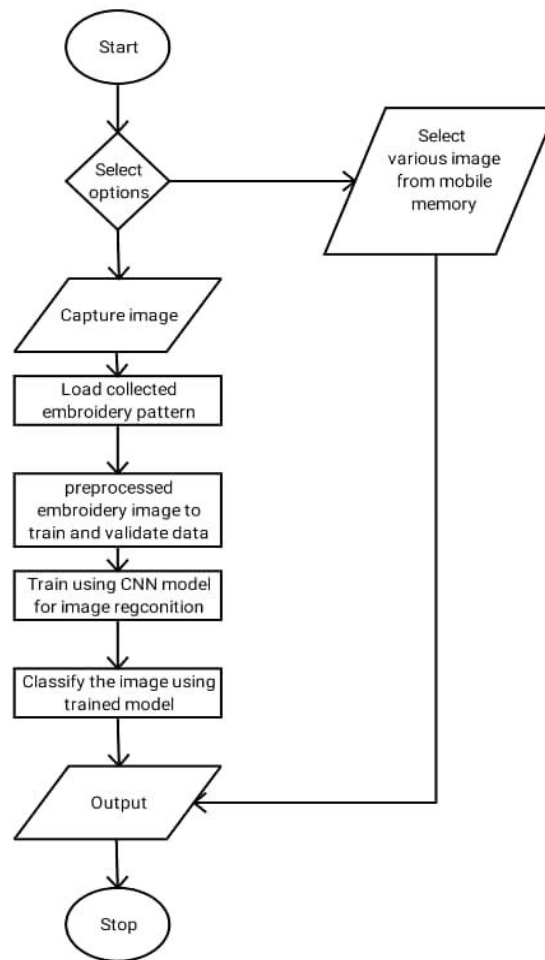 Start
Select
options
Select
various image
from mobile
memory
Capture image
Load collected
embroidery pattern
preprocessed
embroidery image to
train and validate data
Train using CNN model
for image regconition
Classify the image using
trained model
Output
Stop